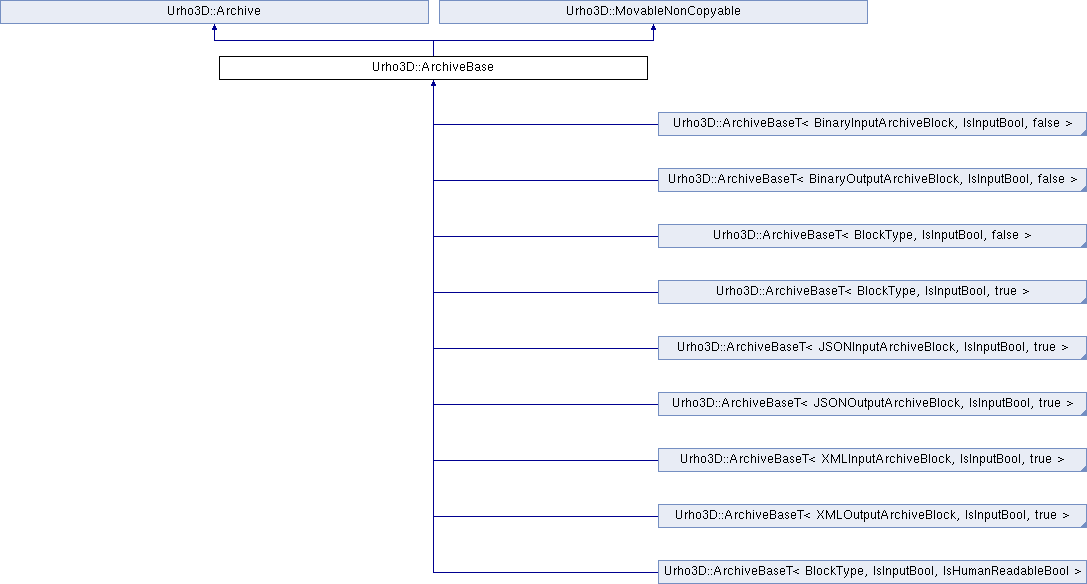 Urho3D::Archive
Urho3D::MovableNonCopyable
Urho3D::ArchiveBase
Urho3D::ArchiveBaseT< BinaryInputArchiveBlock, IsInputBool, false >
Urho3D::ArchiveBaseT< BinaryOutputArchiveBlock, IsInputBool, false >
Urho3D::ArchiveBaseT< BlockType, IsInputBool, false >
Urho3D::ArchiveBaseT< BlockType, IsInputBool, true >
Urho3D::ArchiveBaseT< JSONInputArchiveBlock, IsInputBool, true >
Urho3D::ArchiveBaseT< JSONOutputArchiveBlock, IsInputBool, true >
Urho3D::ArchiveBaseT< XMLInputArchiveBlock, IsInputBool, true >
Urho3D::ArchiveBaseT< XMLOutputArchiveBlock, IsInputBool, true >
Urho3D::ArchiveBaseT< BlockType, IsInputBool, IsHumanReadableBool >